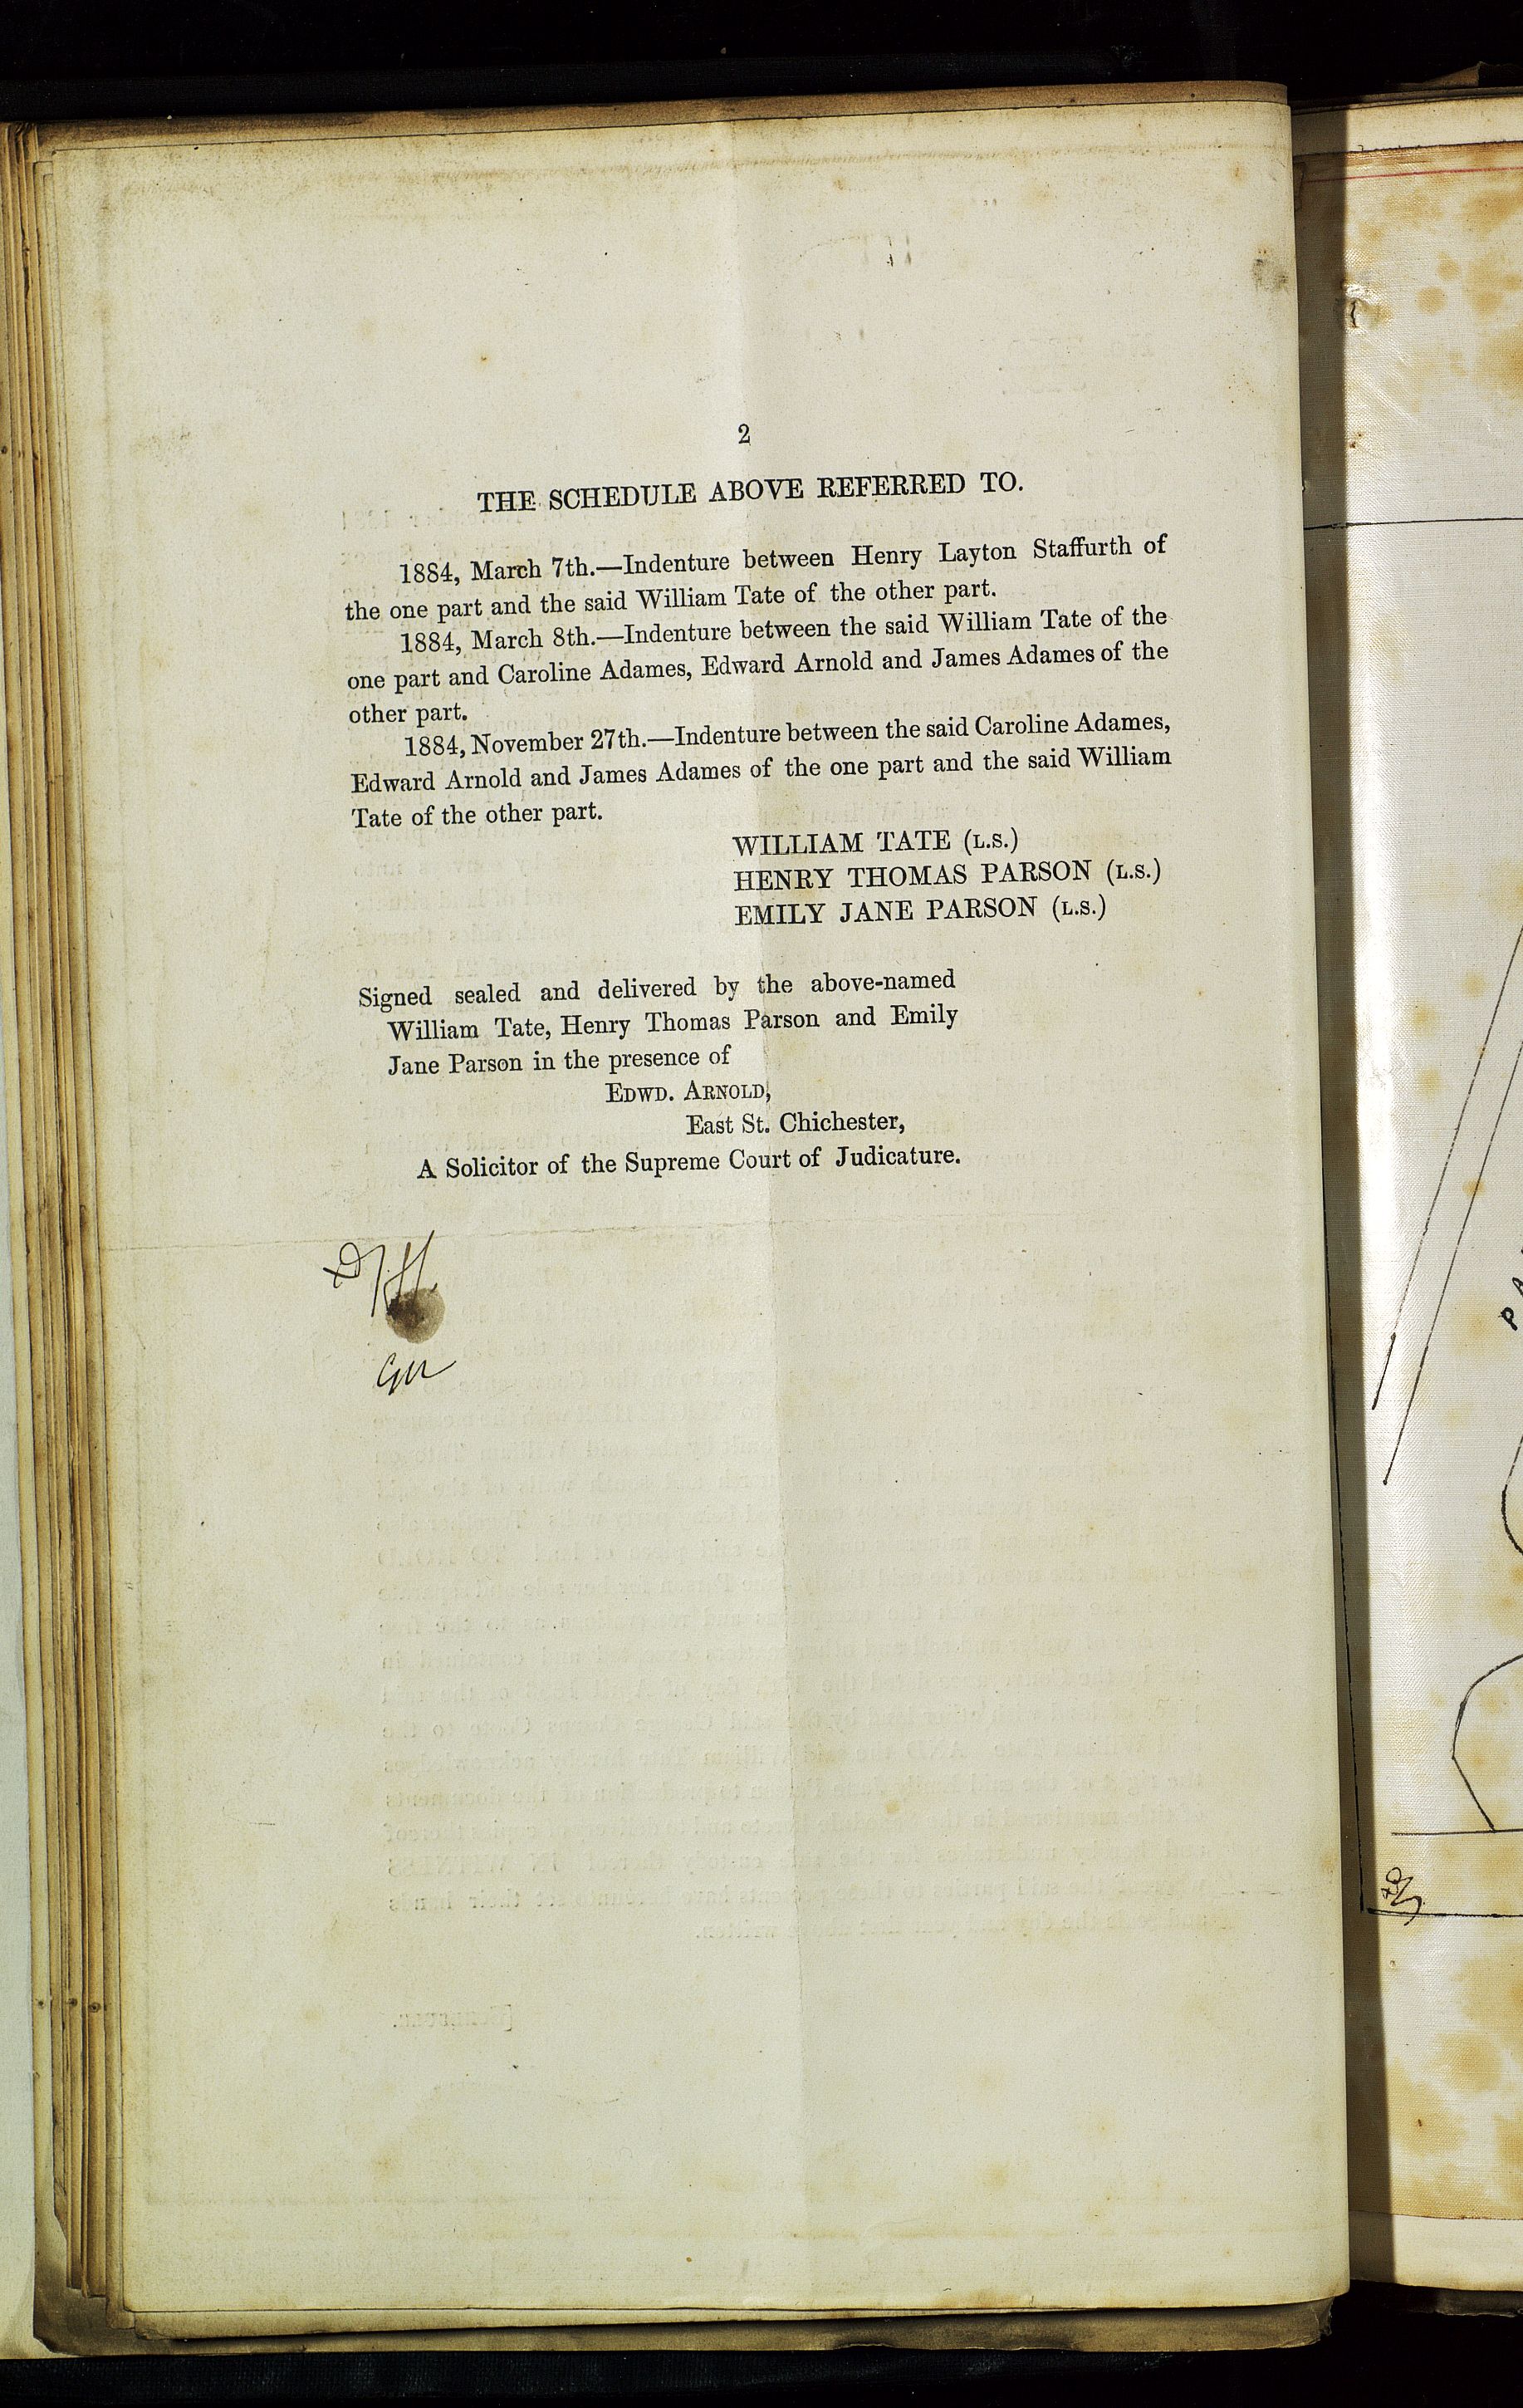 2
THE SCHEDULE ABOVE REFERRED TO.
1884, March 7th.—Indenture between Henry Layton Staffurth of
the one part and the said William Tate of the other part.
1884, March 8th.—Indenture between the said William Tate of the
one part and Caroline Adames, Edward Arnold and James Adames of the
other part.
1884, November 27th.—Indenture between the said Caroline Adames,
Edward Arnold and James Adames of the one part and the said William
Tate of the other part.
WILLIAM TATE (L.S.)
HENRY THOMAS PARSON (L.S.)
EMILY JANE PARSON (L.S.)
Signed sealed and delivered by the above-named
William Tate, Henry Thomas Parson and Emily
Jane Parson in the presence of
EDWD. ARNOLD,
East St. Chichester,
A Solicitor of the Supreme Court of Judicature.